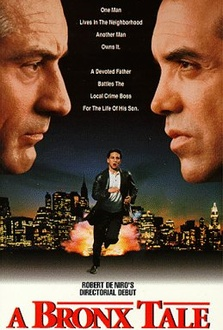 One Man
Lives In The Neighborhood
Another Man
Owns It.
A Devoted Father
Battles The
Local Crime Boss
For The Life Of His Son.
ROBERT DE NIRO'S
DIRECTORIAL DEBUT
A BRONX TALE